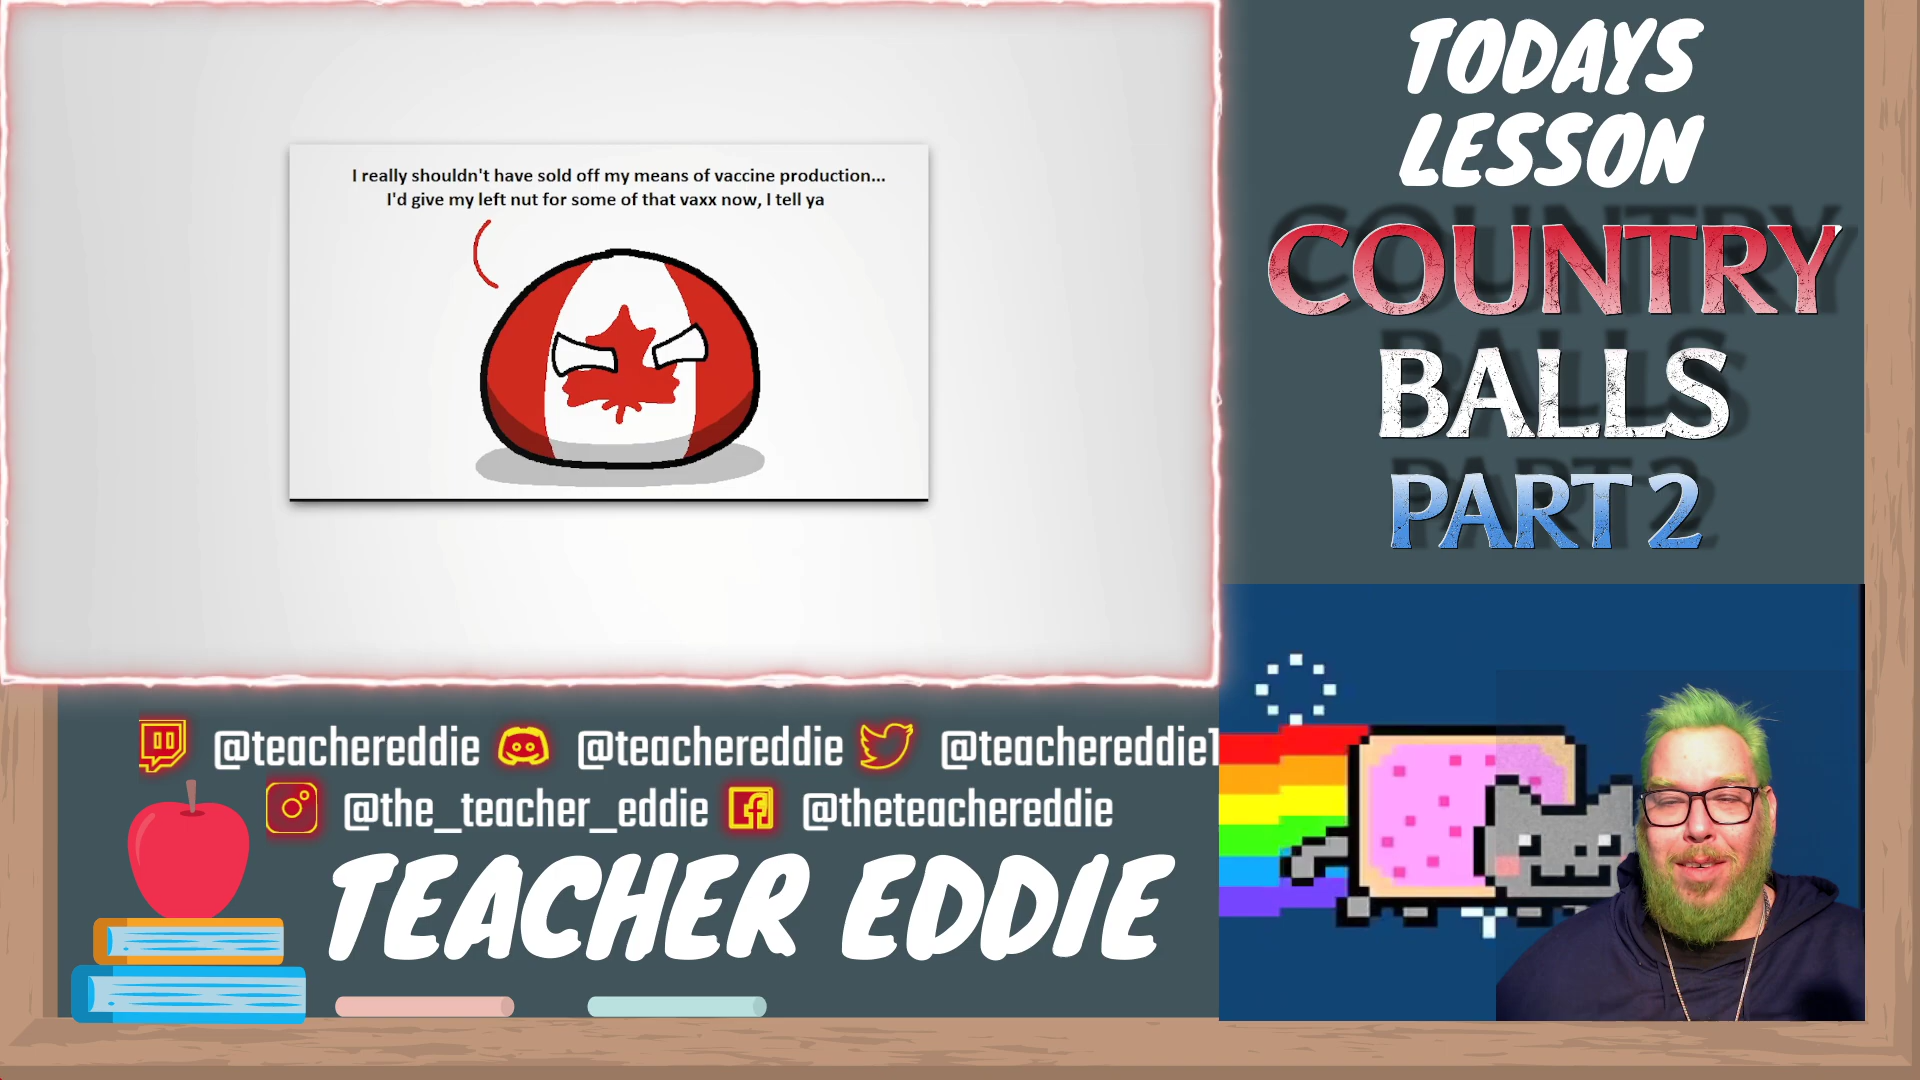 I really shouldn't have sold off my means of vaccine production...
I'd give my left nut for some of that vaxx now, I tell ya
TODAYS
LESSON
COUNTRY
BALLS
PART 2
@teachereddie @teachereddie @teachereddie1
@the_teacher_eddie @theteachereddie
TEACHER EDDIE